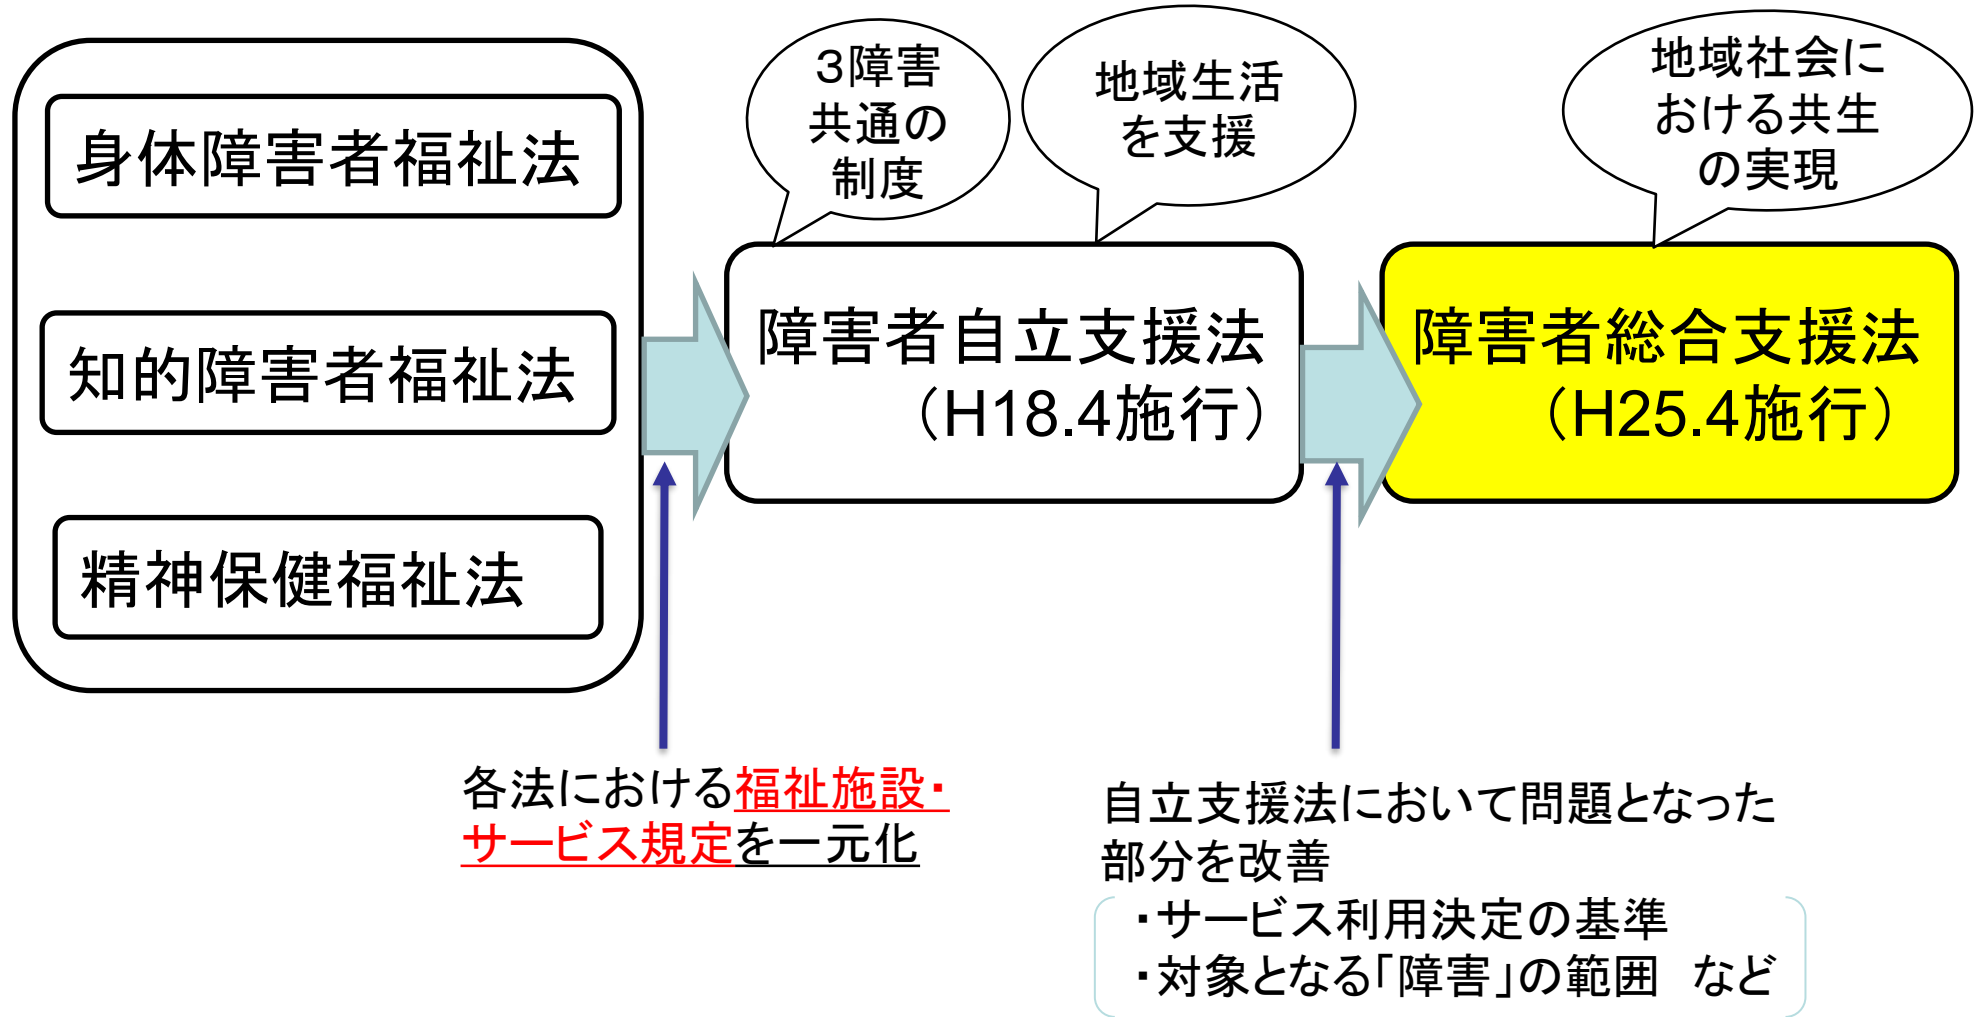 身体障害者福祉法
知的障害者福祉法
精神保健福祉法
3障害
共通の
制度
地域生活
を支援
障害者自立支援法
（H18.4施行）
地域社会に
おける共生
の実現
障害者総合支援法
（H25.4施行）
各法における福祉施設・
サービス規定を一元化
自立支援法において問題となった
部分を改善
・サービス利用決定の基準
・対象となる「障害」の範囲　など